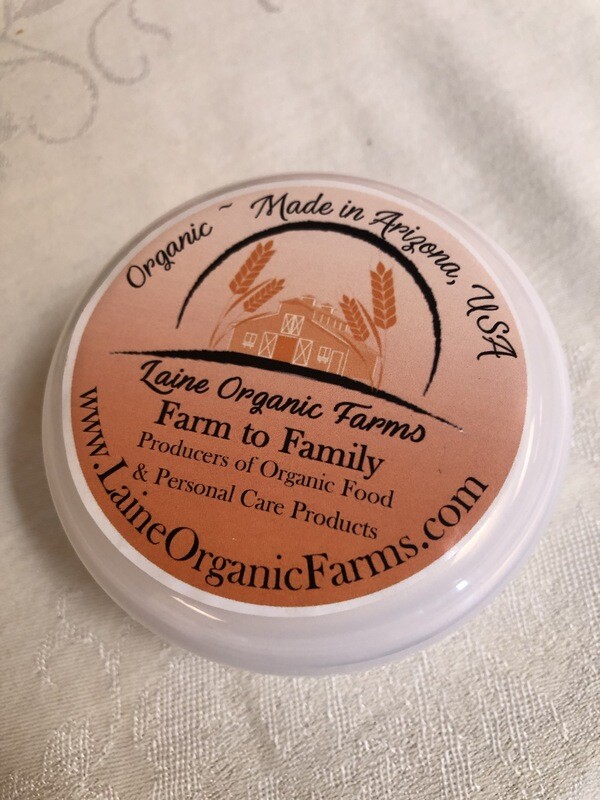 Organic ~ Made in Arizona, USA
Laine Organic Farms
Farm to Family
Producers of Organic Food
& Personal Care Products
www.LaineOrganicFarms.com